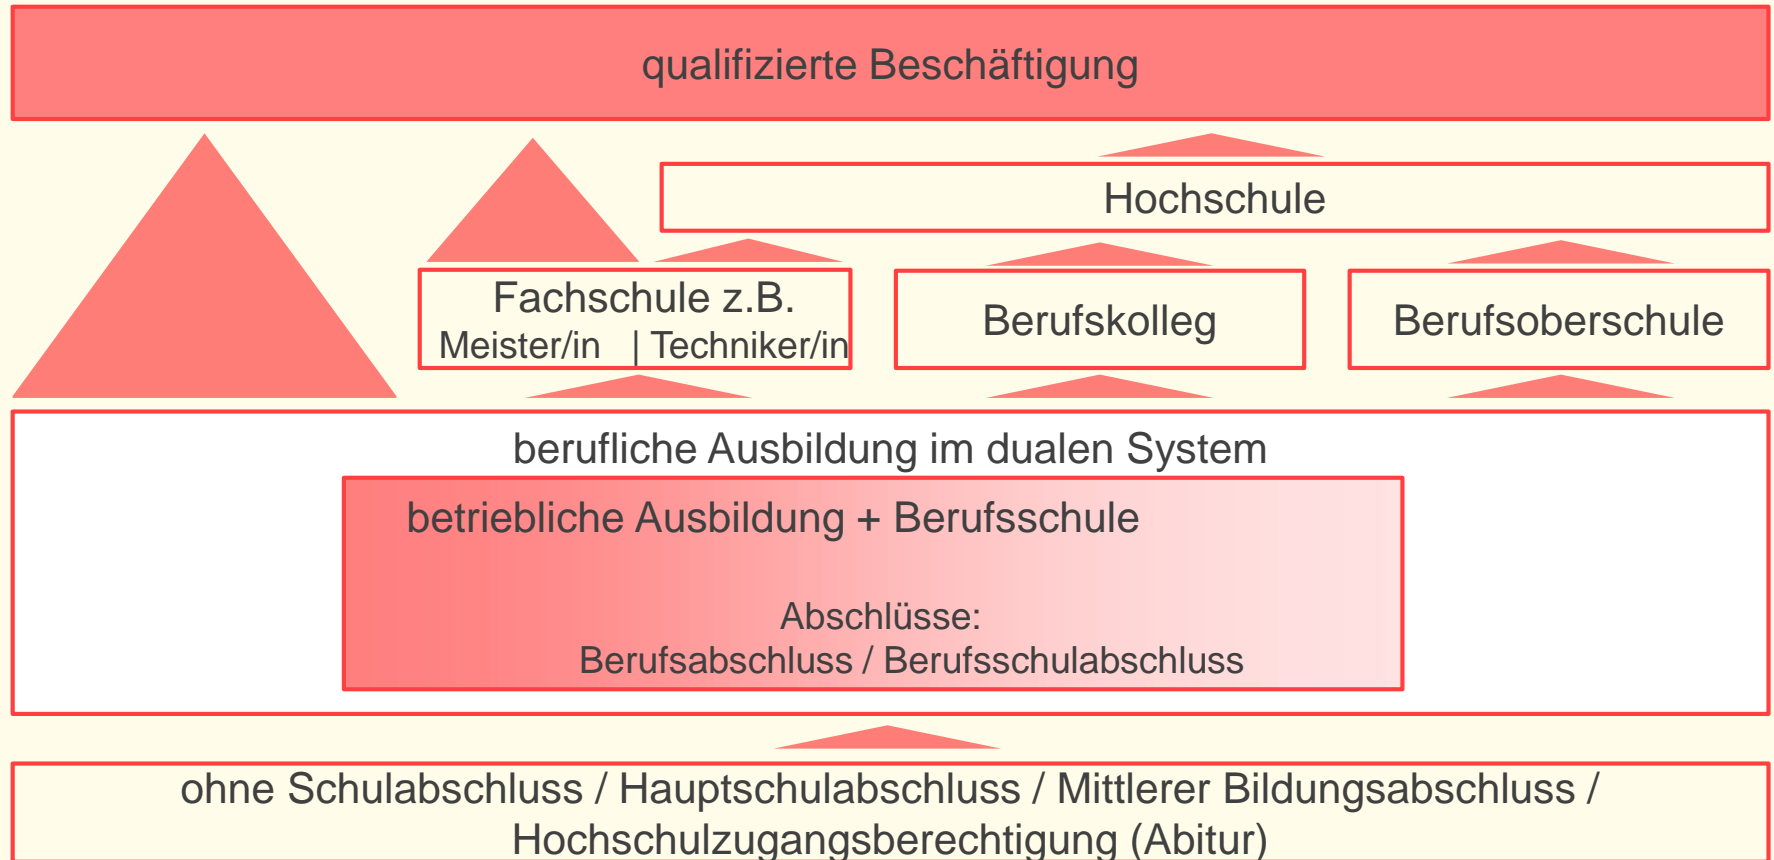 qualifizierte Beschäftigung
Hochschule
Fachschule z.B.
Meister/in | Techniker/in
Berufskolleg
Berufsoberschule
berufliche Ausbildung im dualen System
betriebliche Ausbildung + Berufsschule
Abschlüsse:
Berufsabschluss / Berufsschulabschluss
ohne Schulabschluss / Hauptschulabschluss / Mittlerer Bildungsabschluss /
Hochschulzugangsberechtigung (Abitur)